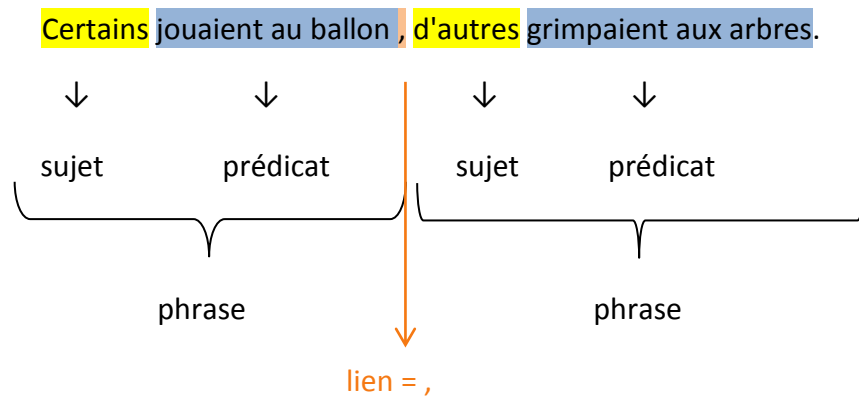 Certains jouaient au ballon , d'autres grimpaient aux arbres.
sujet prédicat sujet prédicat
phrase phrase
lien = ,